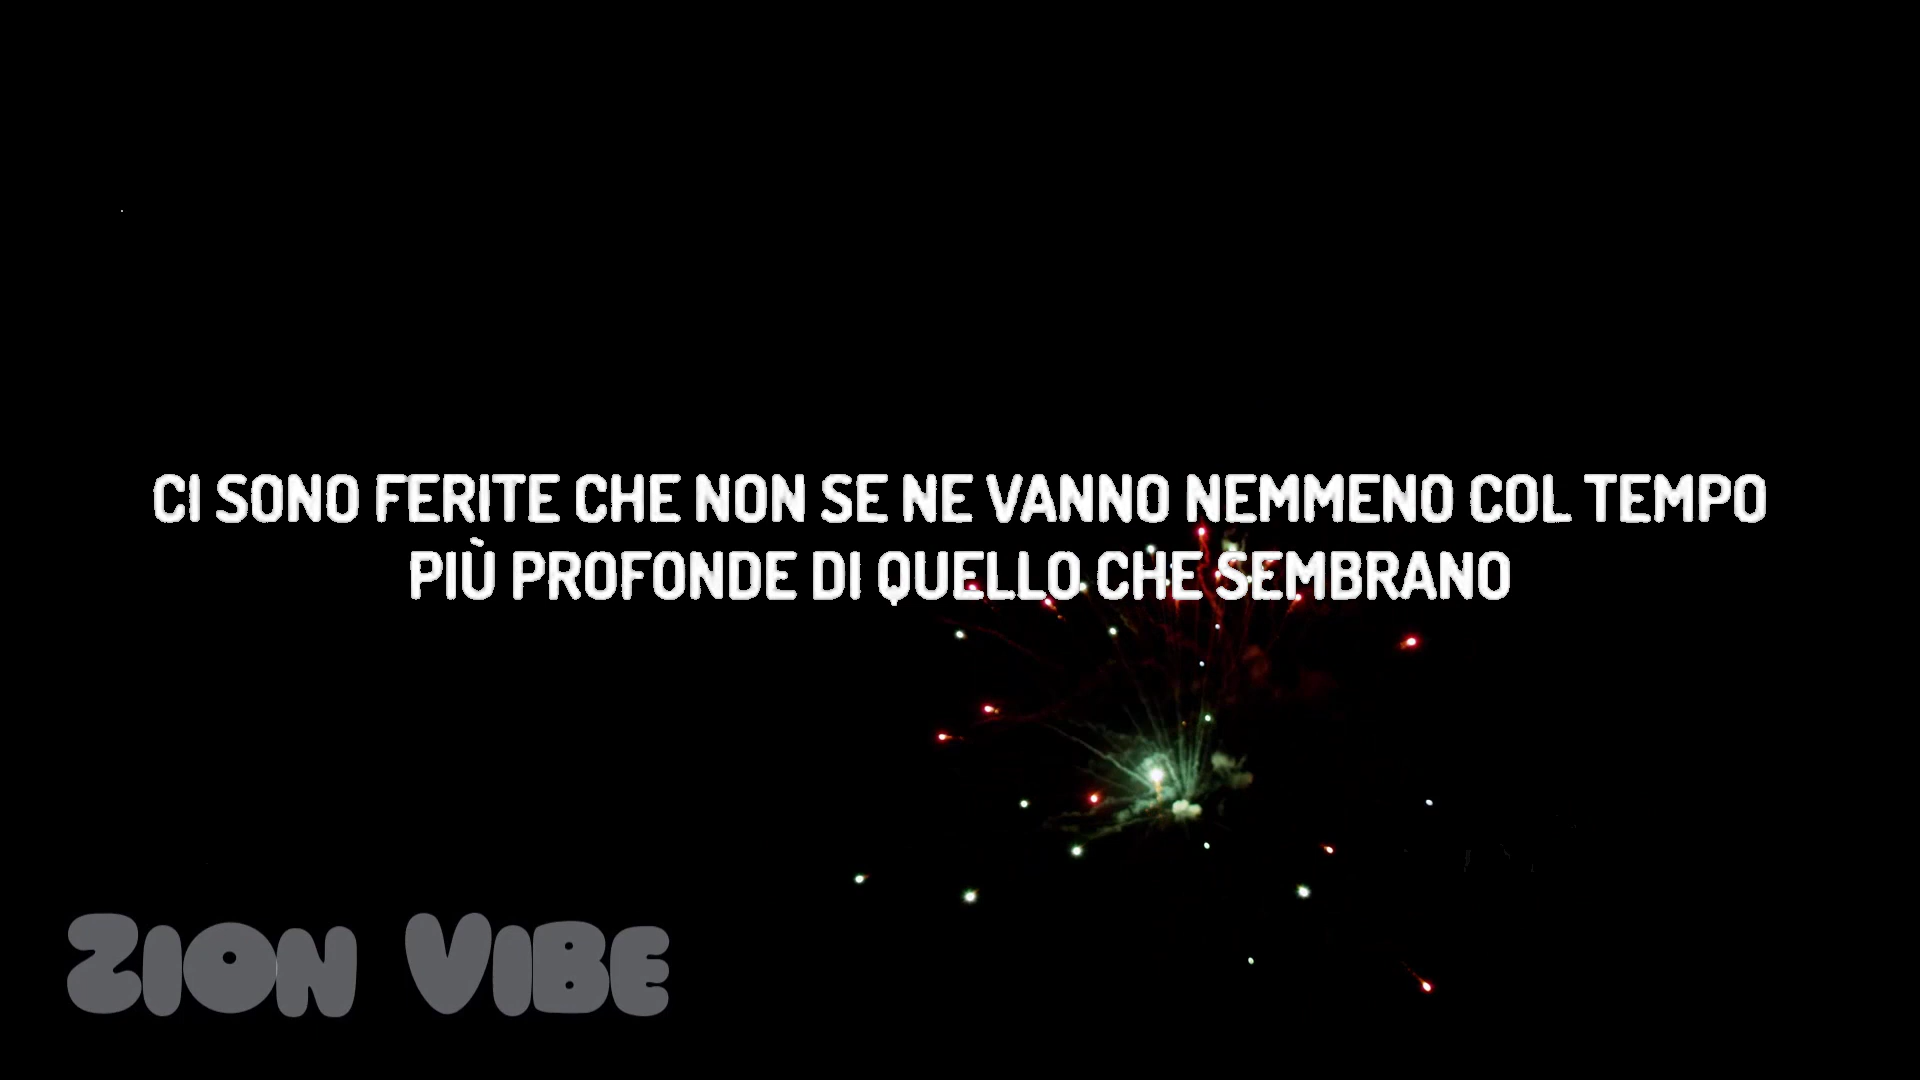 CI SONO FERITE CHE NON SE NE VANNO NEMMENO COL TEMPO
PIÙ PROFONDE DI QUELLO CHE SEMBRANO
ZION VIBE